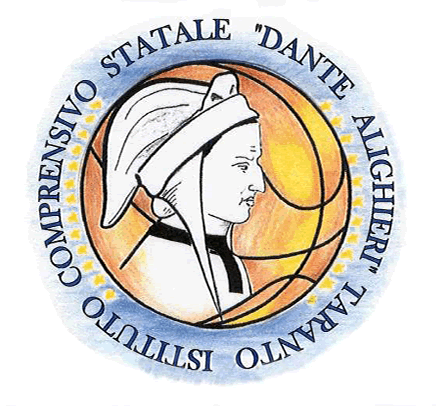 ISTITUTO COMPRENSIVO STATALE "DANTE ALIGHIERI" TARANTO